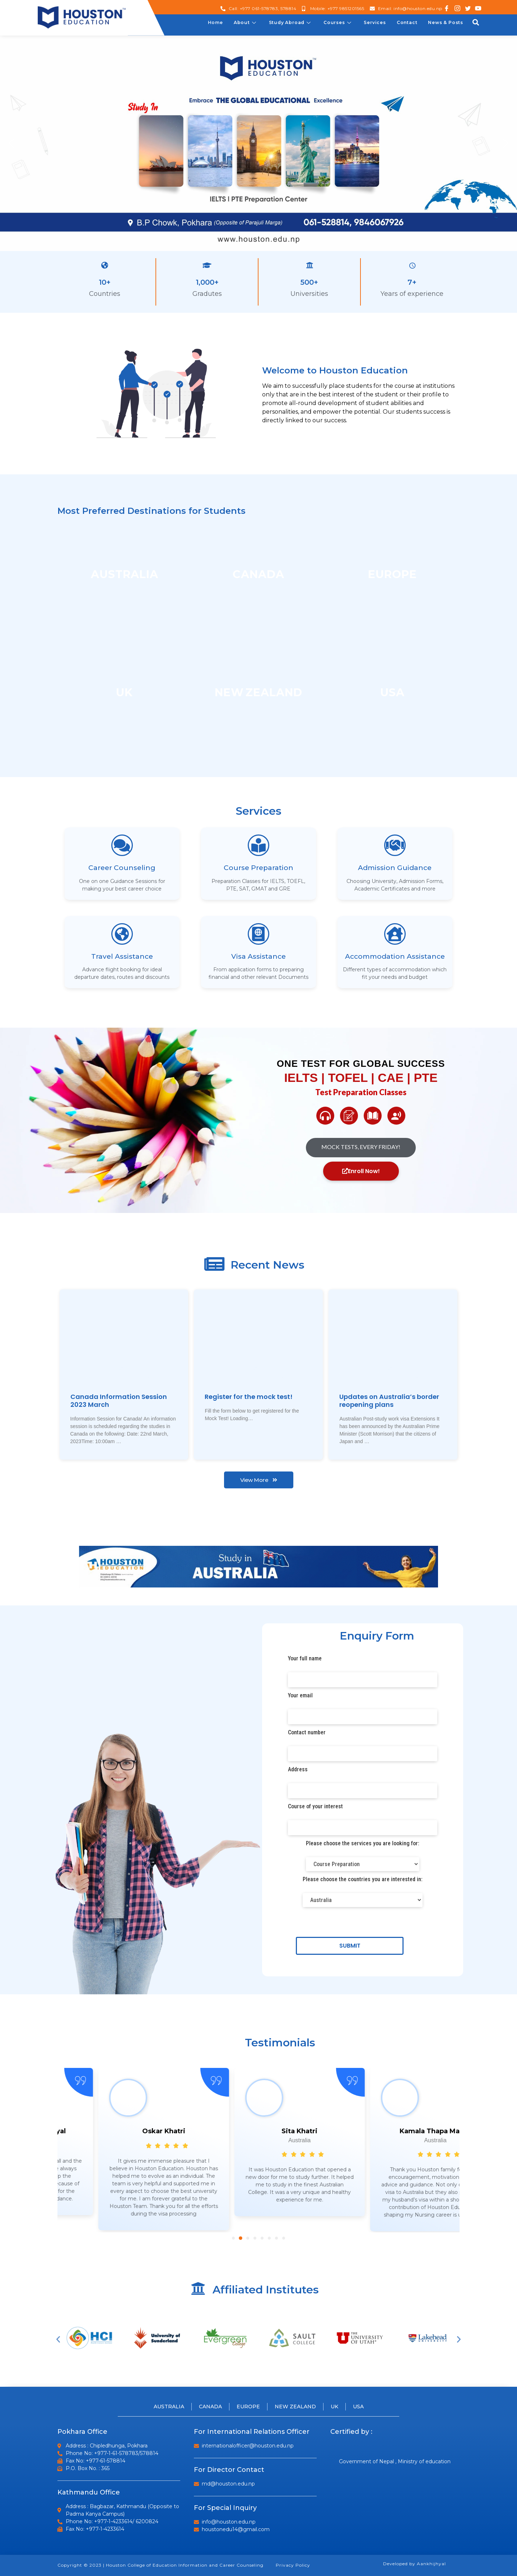 HOUSTON
EDUCATION
Home
About
Study Abroad
Courses
Services
Contact
News & Posts
HOUSTON
EDUCATION
Study In
Embrace THE GLOBAL EDUCATIONAL Excellence
IELTS I PTE Preparation Center
B.P Chowk, Pokhara (Opposite of Parajuli Marga)
061-528814, 9846067926
www.houston.edu.np
10+
Countries
1,000+
Gradutes
500+
Universities
7+
Years of experience
Welcome to Houston Education
We aim to successfully place students for the course at institutions
only that are in the best interest of the student or their profile to
promote all-round development of student abilities and
personalities, and empower the potential. Our students success is
directly linked to our success.
Most Preferred Destinations for Students
AUSTRALIA
CANADA
EUROPE
UK
NEW ZEALAND
USA
Services
Career Counseling
One on one Guidance Sessions for
making your best career choice
Course Preparation
Preparation Classes for IELTS, TOEFL,
PTE, SAT, GMAT and GRE
Admission Guidance
Choosing University, Admission Forms,
Academic Certificates and more
Travel Assistance
Advance flight booking for ideal
departure dates, routes and discounts
Visa Assistance
From application forms to preparing
financial and other relevant Documents
Accommodation Assistance
Different types of accommodation which
fit your needs and budget
ONE TEST FOR GLOBAL SUCCESS
IELTS | TOFEL | CAE | PTE
Test Preparation Classes
MOCK TESTS, EVERY FRIDAY!
Enroll Now!
Recent News
Canada Information Session
2023 March
Information Session for Canada! An information
session is scheduled regarding the studies in
Canada on the following: Date: 22nd March,
2023Time: 10:00am ....
Register for the mock test!
Fill the form below to get registered for the
Mock Test! Loading...
Updates on Australia's border
reopening plans
Australian Post-study work visa Extensions It
has been announced by the Australian Prime
Minister (Scott Morrison) that the citizens of
Japan and ....
View More
HOUSTON
EDUCATION
Study in
AUSTRALIA
Enquiry Form
Your full name
Your email
Contact number
Address
Course of your interest
Please choose the services you are looking for:
Course Preparation
Please choose the countries you are interested in:
Australia
SUBMIT
Testimonials
Oskar Khatri
It gives me immense pleasure that I
believe in Houston Education. Houston has
helped me to evolve as an individual. The
team is very helpful and supported me in
every aspect to choose the best university
for me. I am forever grateful to the
Houston Team. Thank you for all the efforts
during the visa processing.
Sita Khatri
Australia
It was Houston Education that opened a
new door for me to study further. It helped
me to study in the finest Australian
College. It was a very unique and healthy
experience for me.
Kamala Thapa Ma
Australia
Thank you Houston family f
encouragement, motivation
advice and guidance. Not only
visa to Australia but they also
my husband's visa within a sho
contribution of Houston Edu
shaping my Nursing career is
Affiliated Institutes
HCI
University of
Sunderland
Evergreen
SAULT
COLLEGE
THE
UNIVERSITY
OF UTAH
Lakehead
AUSTRALIA
CANADA
EUROPE
NEW ZEALAND
UK
USA
Pokhara Office
Address : Chipledhunga, Pokhara
Phone No: +977-1-61-578783/578814
Fax No: +977-61-578814
P.O. Box No. : 365
Kathmandu Office
Address : Bagbazar, Kathmandu (Opposite to
Padma Kanya Campus)
Phone No: +977-1-4233614/ 6200824
Fax No: +977-1-4233614
For International Relations Officer
internationalofficer@houston.edu.np
For Director Contact
md@houston.edu.np
For Special Inquiry
info@houston.edu.np
houstonedu14@gmail.com
Certified by :
Government of Nepal , Ministry of education
Copyright © 2023 | Houston College of Education Information and Career Counseling
Privacy Policy
Developed by Aanshijhyal